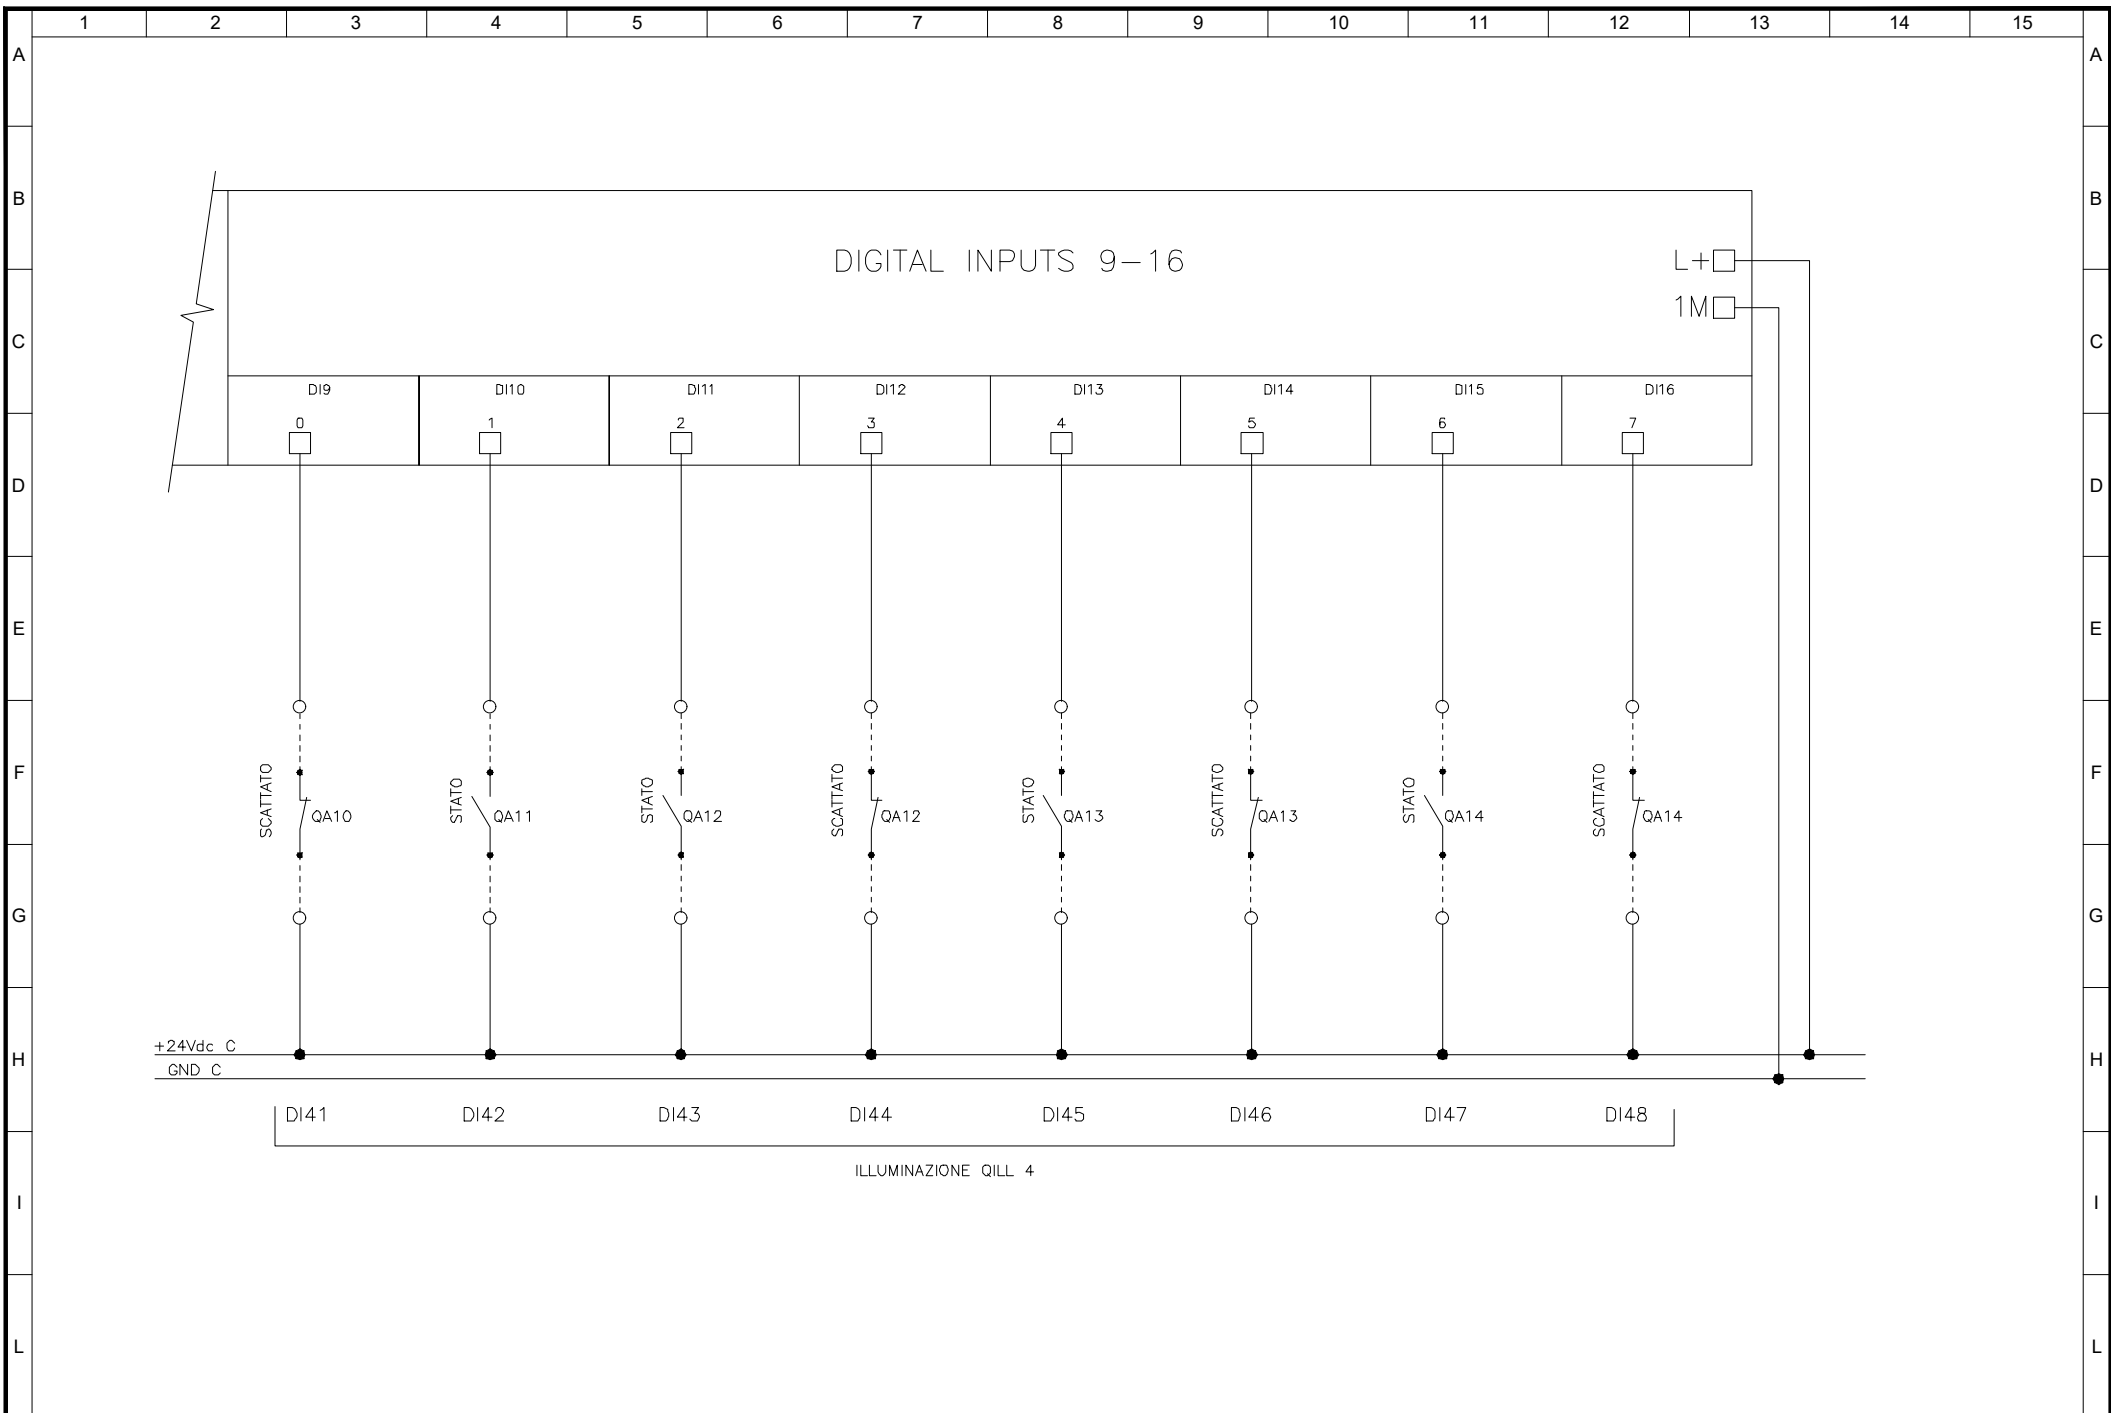 1 2 3 4 5 6 7 8 9 10 11 12 13 14 15
A A
B B
DIGITAL INPUTS 9-16
L+
1M
C C
DI9 DI10 DI11 DI12 DI13 DI14 DI15 DI16
0 1 2 3 4 5 6 7
D D
E E
F F
SCATTATO STATO STATO SCATTATO STATO SCATTATO STATO SCATTATO
QA10 QA11 QA12 QA12 QA13 QA13 QA14 QA14
G G
+24Vdc C
H H
GND C
DI41 DI42 DI43 DI44 DI45 DI46 DI47 DI48
ILLUMINAZIONE QILL 4
I I
L L